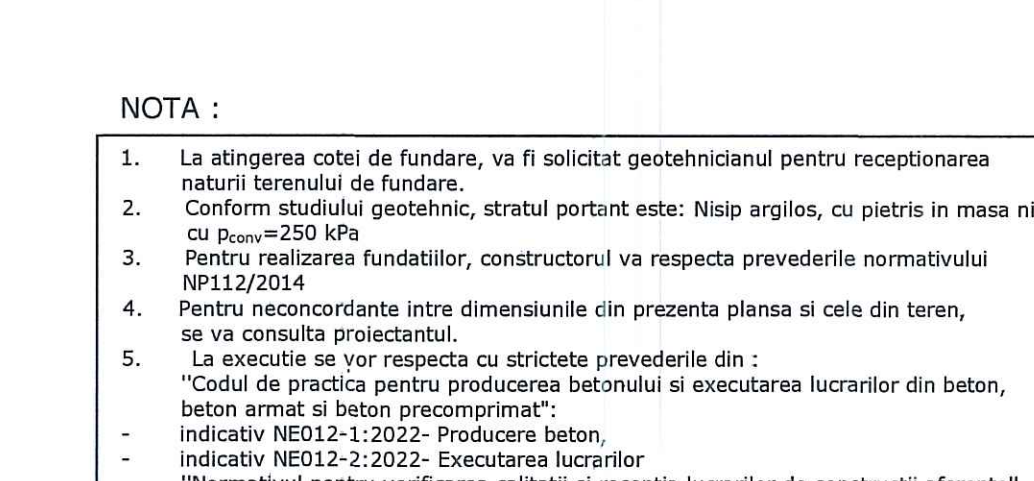 NOTA :
1. La atingerea cotei de fundare, va fi solicitat geotehnicianul pentru receptionarea
naturii terenului de fundare.
2. Conform studiului geotehnic, stratul portant este: Nisip argilos, cu pietris in masa
cu pconv=250 kPa
3. Pentru realizarea fundatiilor, constructorul va respecta prevederile normativului
NP112/2014
4. Pentru neconcordante intre dimensiunile din prezenta plansa si cele din teren,
se va consulta proiectantul.
5. La executie se vor respecta cu strictete prevederile din :
''Codul de practica pentru producerea betonului si executarea lucrarilor din beton,
beton armat si beton precomprimat":
- indicativ NE012-1:2022- Producere beton,
- indicativ NE012-2:2022- Executarea lucrarilor